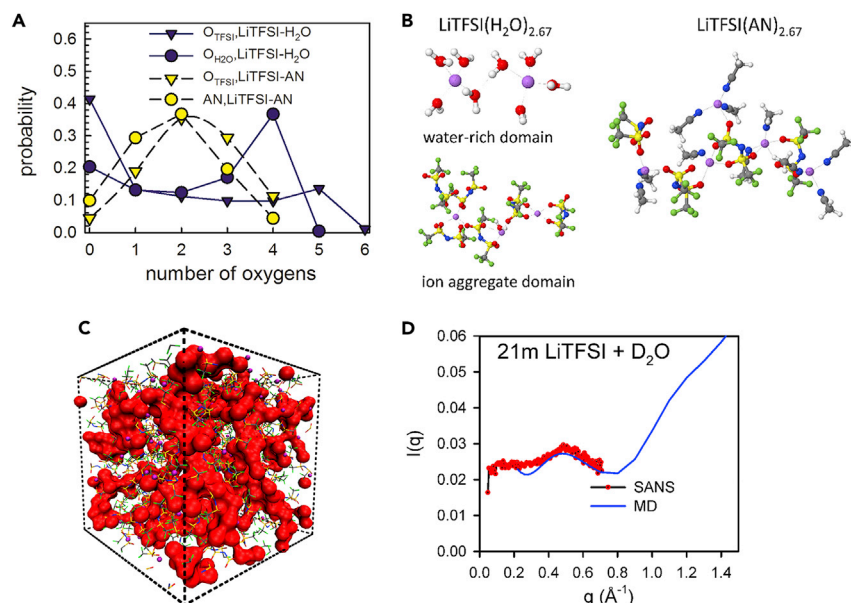 A
O_TFSI,LiTFSI-H₂O
O_H2O,LiTFSI-H₂O
O_TFSI,LiTFSI-AN
AN,LiTFSI-AN
0.6
0.5
0.4
0.3
0.2
0.1
0.0
probability
0 1 2 3 4 5 6
number of oxygens
B
LiTFSI(H₂O)₂.₆₇
LiTFSI(AN)₂.₆₇
water-rich domain
ion aggregate domain
C
D
21m LiTFSI + D₂O
0.06
0.05
0.04
0.03
0.02
0.01
0.00
I(q)
SANS
MD
0.0 0.2 0.4 0.6 0.8 1.0 1.2 1.4
q (Å⁻¹)